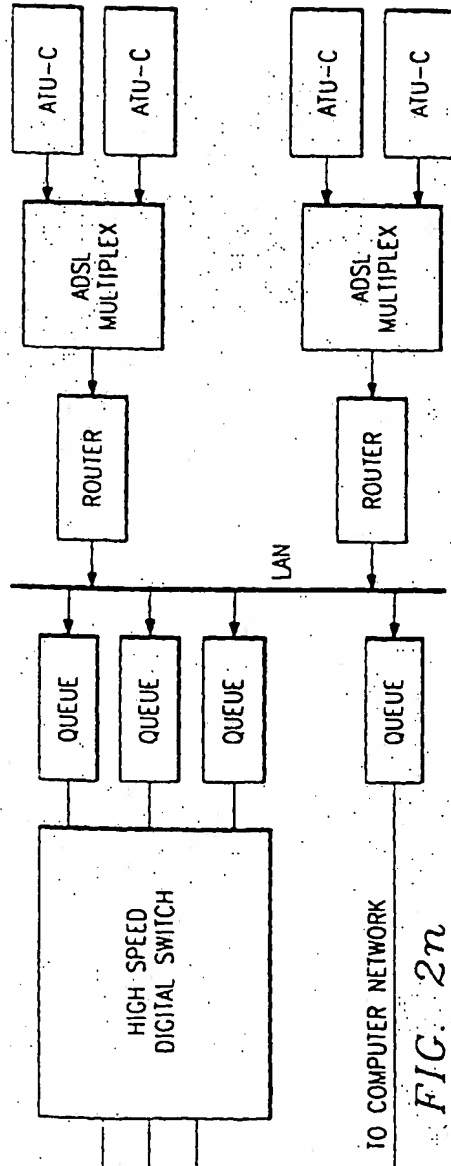 ATU-C
ATU-C
ATU-C
ATU-C
ADSL
MULTIPLEX
ADSL
MULTIPLEX
ROUTER
ROUTER
LAN
QUEUE
QUEUE
QUEUE
QUEUE
HIGH SPEED
DIGITAL SWITCH
TO COMPUTER NETWORK
FIG. 2n